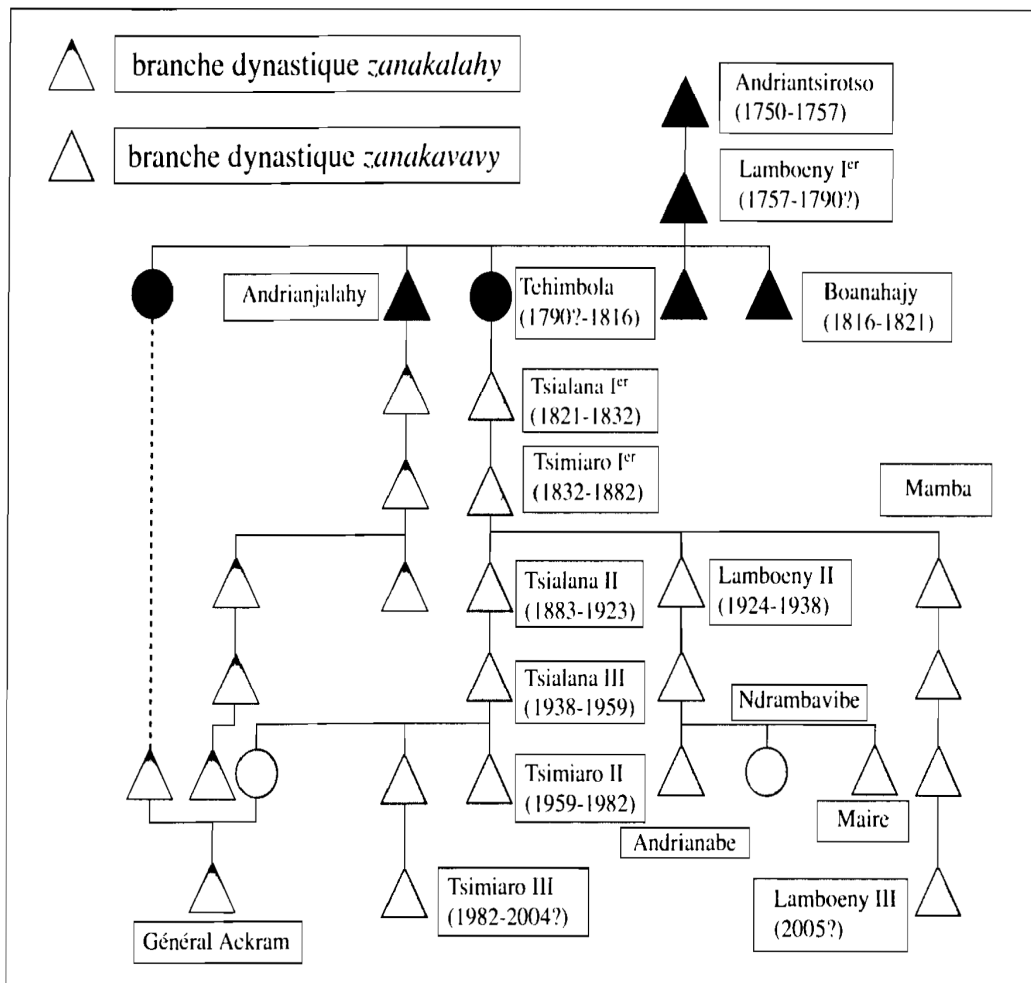 branche dynastique zanakalahy
branche dynastique zanakavavy
Andriantsirotso
(1750-1757)
Lamboeny Ier
(1757-1790?)
Andrianjalahy
Tchimbola
(1790?-1816)
Boanahajy
(1816-1821)
Tsialana Ier
(1821-1832)
Tsimiaro Ier
(1832-1882)
Mamba
Tsialana II
(1883-1923)
Lamboeny II
(1924-1938)
Tsialana III
(1938-1959)
Ndrambavibe
Tsimiaro II
(1959-1982)
Maire
Andrianabe
Tsimiaro III
(1982-2004?)
Lamboeny III
(2005?)
Général Ackram